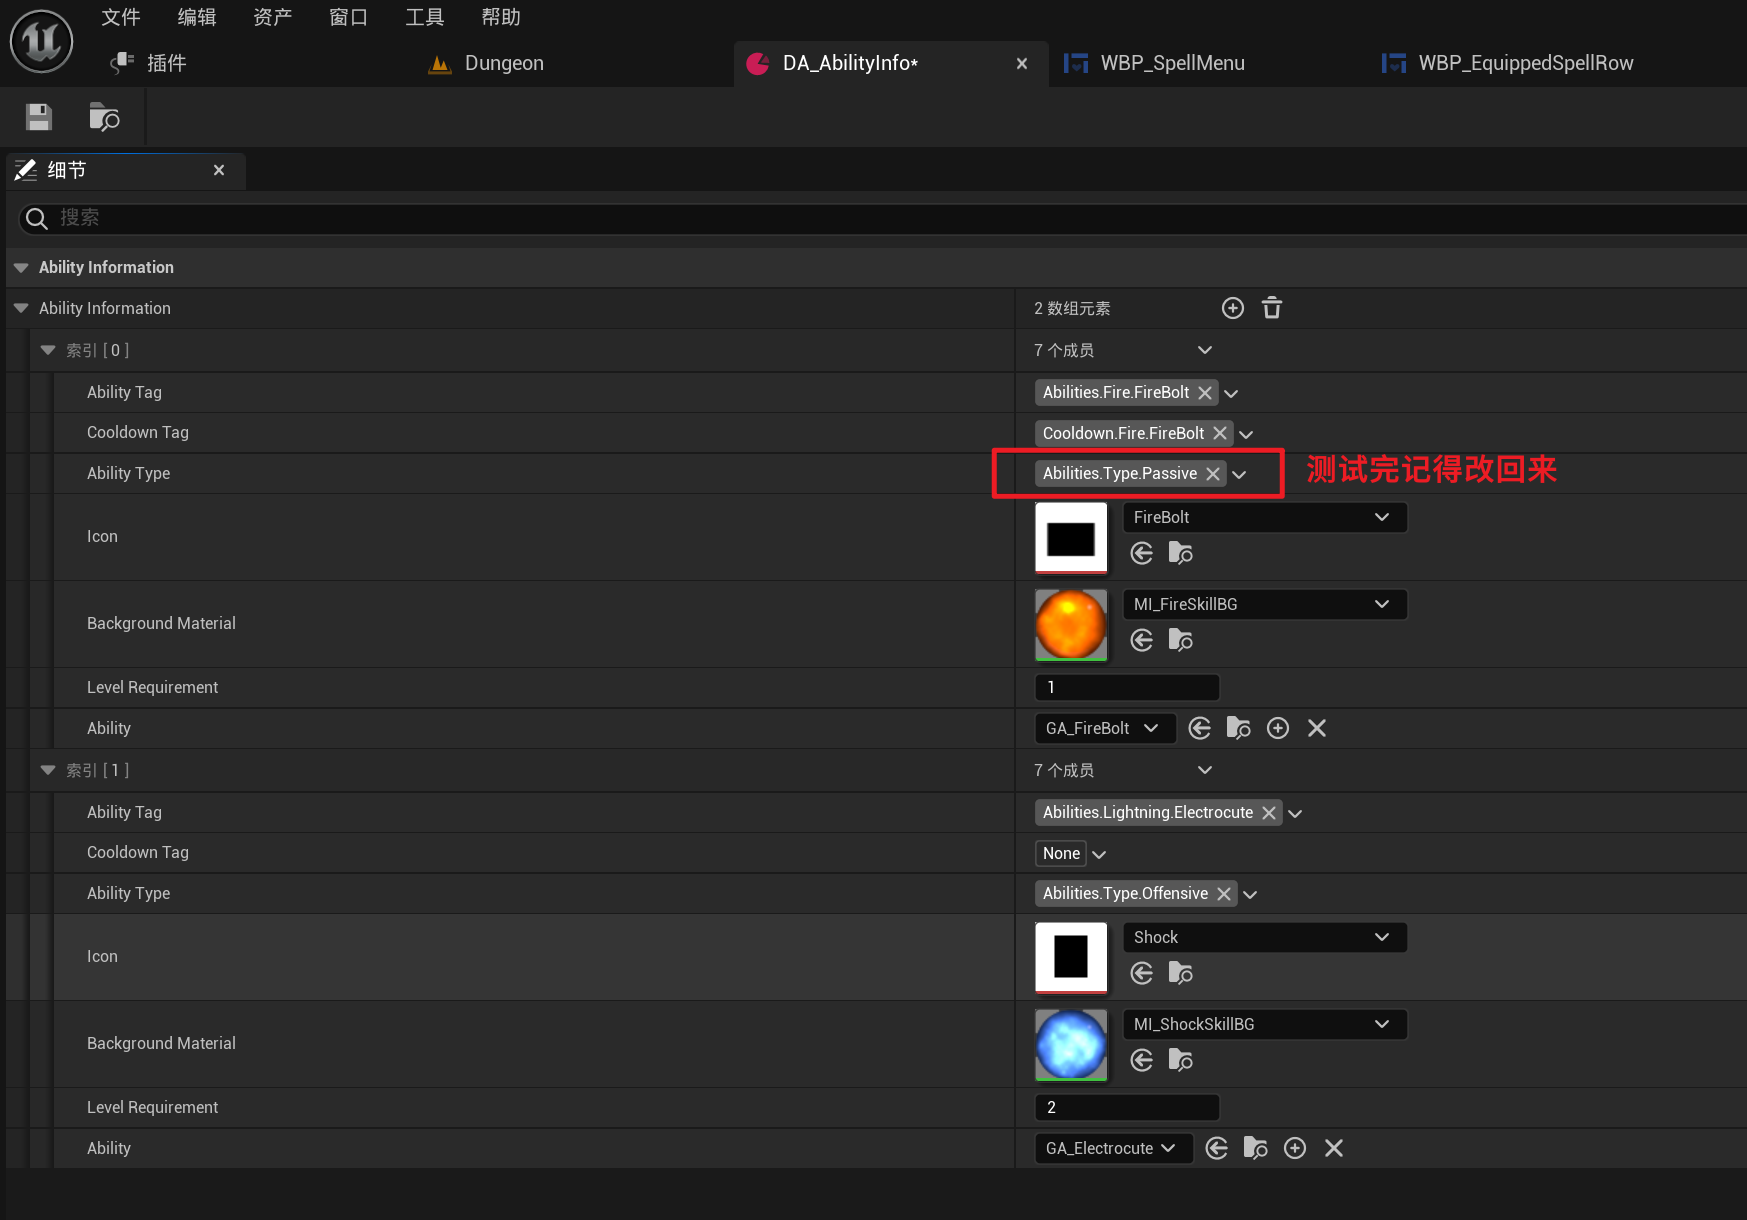 文件 编辑 资产 窗口 工具 帮助
插件 Dungeon DA_AbilityInfo* WBP_SpellMenu WBP_EquippedSpellRow
细节
搜索
Ability Information
Ability Information 2 数组元素
索引 [ 0 ] 7 个成员
Ability Tag Abilities.Fire.FireBolt
Cooldown Tag Cooldown.Fire.FireBolt
Ability Type Abilities.Type.Passive 测试完记得改回来
Icon FireBolt
Background Material MI_FireSkillBG
Level Requirement 1
Ability GA_FireBolt
索引 [ 1 ] 7 个成员
Ability Tag Abilities.Lightning.Electrocute
Cooldown Tag None
Ability Type Abilities.Type.Offensive
Icon Shock
Background Material MI_ShockSkillBG
Level Requirement 2
Ability GA_Electrocute